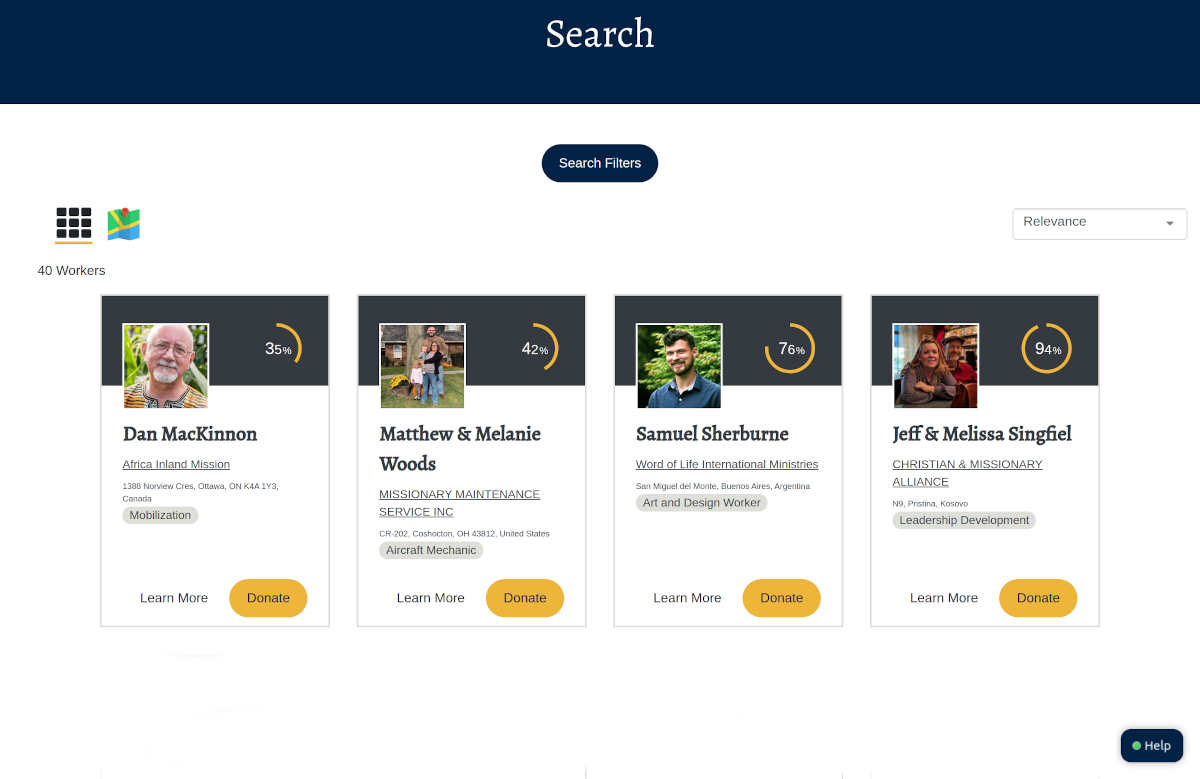 Search
Search Filters
Relevance
40 Workers
35%
Dan MacKinnon
Africa Inland Mission
1388 Norview Cres, Ottawa, ON K4A 1Y3,
Canada
Mobilization
Learn More
Donate
42%
Matthew & Melanie
Woods
MISSIONARY MAINTENANCE
SERVICE INC
CR-202, Coshocton, OH 43812, United States
Aircraft Mechanic
Learn More
Donate
76%
Samuel Sherburne
Word of Life International Ministries
San Miguel del Monte, Buenos Aires, Argentina
Art and Design Worker
Learn More
Donate
94%
Jeff & Melissa Singfiel
CHRISTIAN & MISSIONARY
ALLIANCE
N9, Pristina, Kosovo
Leadership Development
Learn More
Donate
Help